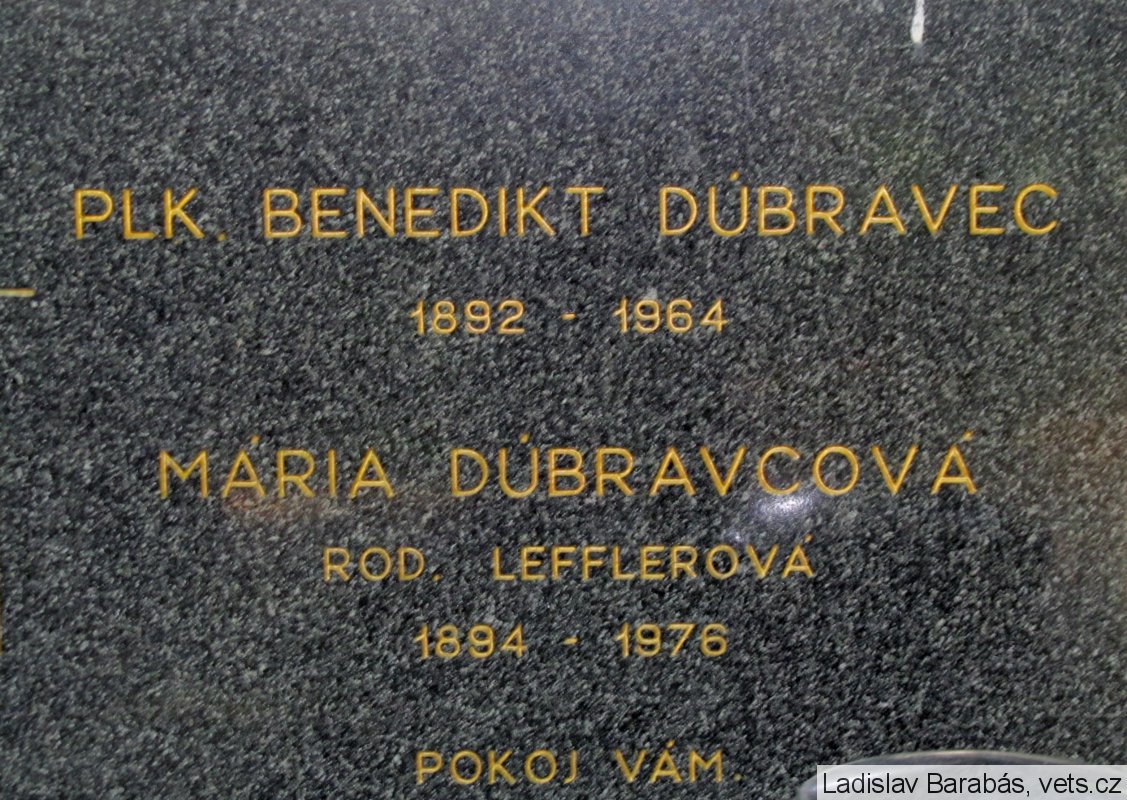 PLK. BENEDIKT DÚBRAVEC
1892 - 1964
MÁRIA DÚBRAVCOVÁ
ROD. LEFFLEROVÁ
1894 - 1976
POKOJ VÁM.
Ladislav Barabás, vets.cz